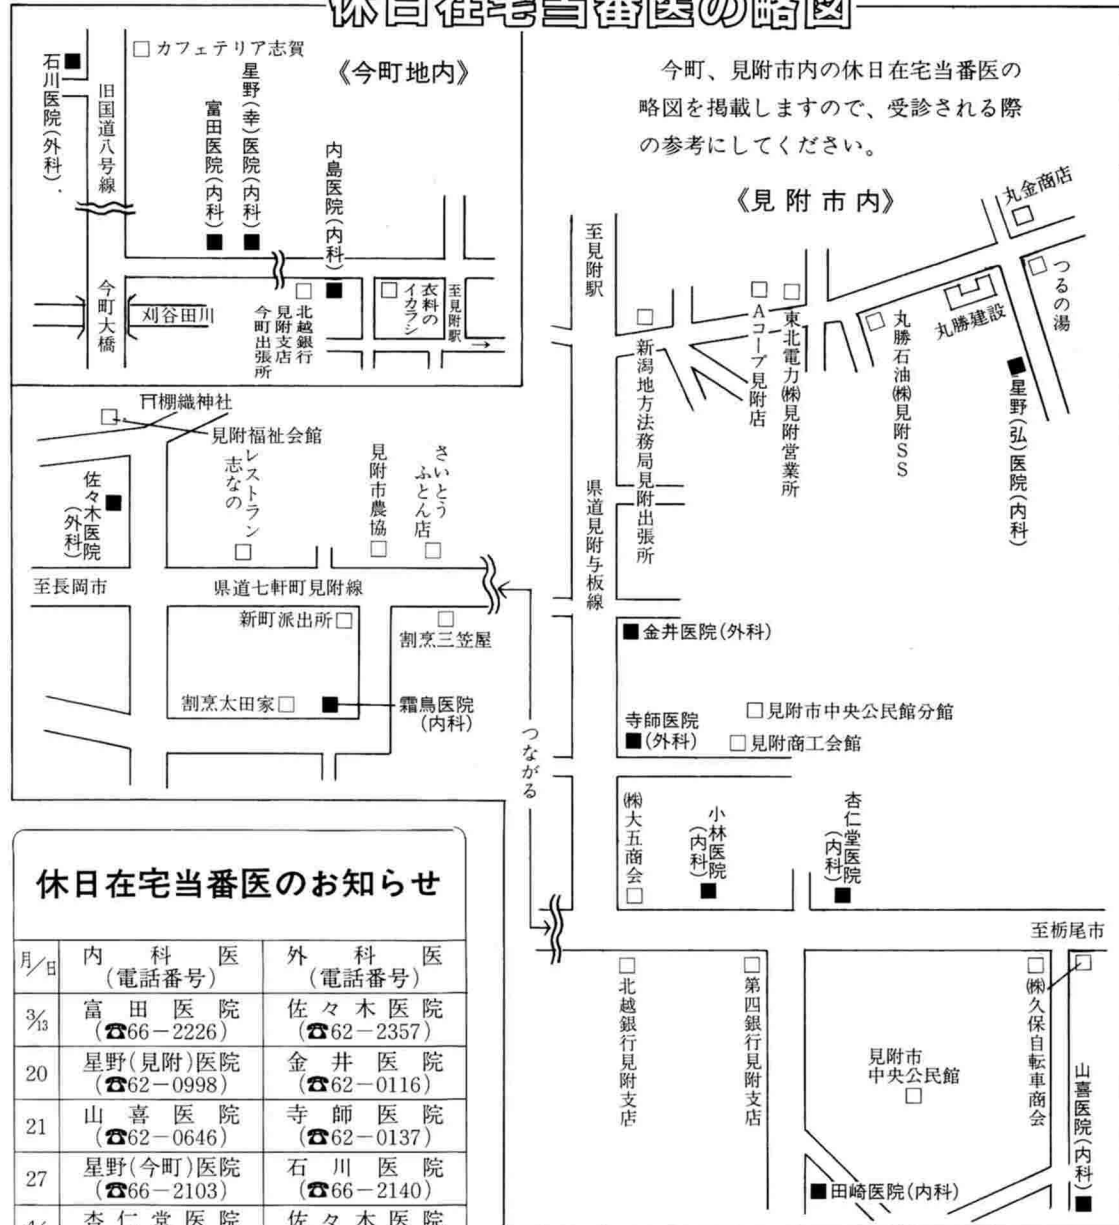 休日在宅当番医の略図
今町、見附市内の休日在宅当番医の
略図を掲載しますので、受診される際
の参考にしてください。
《今町地内》
石川医院(外科)
旧国道八号線
□カフェテリア志賀
富田医院(内科)
星野(幸)医院(内科)
内島医院(内科)
今町大橋
刈谷田川
北越銀行
見附支店
今町出張所
衣料の
イカラシ
至見附駅
→
《見附市内》
至見附駅
新潟地方法務局見附出張所
Aコープ見附店
東北電力㈱見附営業所
丸勝石油㈱見附SS
丸勝建設
丸金商店
つるの湯
星野(弘)医院(内科)
県道見附与板線
金井医院(外科)
寺師医院
(外科)
見附市中央公民館分館
見附商工会館
㈱大五商会
小林医院
(内科)
杏仁堂医院
(内科)
至栃尾市
北越銀行見附支店
第四銀行見附支店
見附市
中央公民館
㈱久保自転車商会
山喜医院(内科)
田崎医院(内科)
棚織神社
見附福祉会館
佐々木医院
(外科)
レストラン
志なの
見附市農協
さいとう
ふとん店
至長岡市
県道七軒町見附線
新町派出所
割烹三笠屋
割烹太田家
霜鳥医院
(内科)
つながる
休日在宅当番医のお知らせ
月/日 内科医 外科医
(電話番号) (電話番号)
3/13 富田医院 佐々木医院
(☎66-2226) (☎62-2357)
20 星野(見附)医院 金井医院
(☎62-0998) (☎62-0116)
21 山喜医院 寺師医院
(☎62-0646) (☎62-0137)
27 星野(今町)医院 石川医院
(☎66-2103) (☎66-2140)
杏仁堂医院 佐々木医院